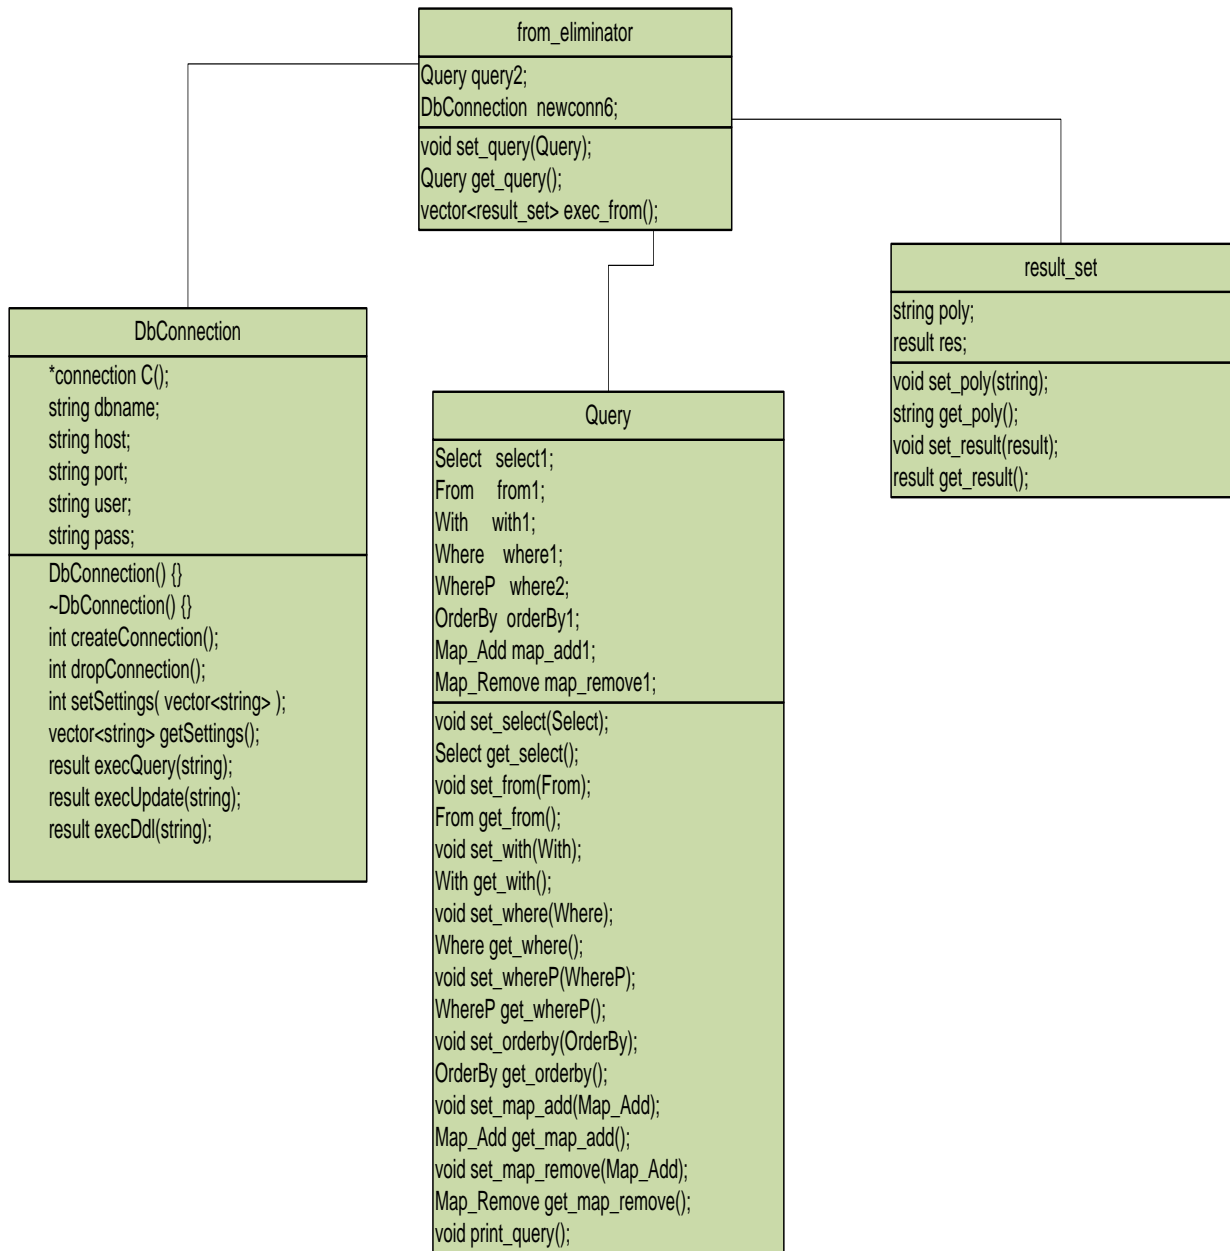 from_eliminator
Query query2;
DbConnection newconn6;
void set_query(Query);
Query get_query();
vector<result_set> exec_from();
DbConnection
*connection C();
string dbname;
string host;
string port;
string user;
string pass;
DbConnection() {}
~DbConnection() {}
int createConnection();
int dropConnection();
int setSettings( vector<string> );
vector<string> getSettings();
result execQuery(string);
result execUpdate(string);
result execDdl(string);
Query
Select select1;
From from1;
With with1;
Where where1;
WhereP where2;
OrderBy orderBy1;
Map_Add map_add1;
Map_Remove map_remove1;
void set_select(Select);
Select get_select();
void set_from(From);
From get_from();
void set_with(With);
With get_with();
void set_where(Where);
Where get_where();
void set_whereP(WhereP);
WhereP get_whereP();
void set_orderby(OrderBy);
OrderBy get_orderby();
void set_map_add(Map_Add);
Map_Add get_map_add();
void set_map_remove(Map_Add);
Map_Remove get_map_remove();
void print_query();
result_set
string poly;
result res;
void set_poly(string);
string get_poly();
void set_result(result);
result get_result();